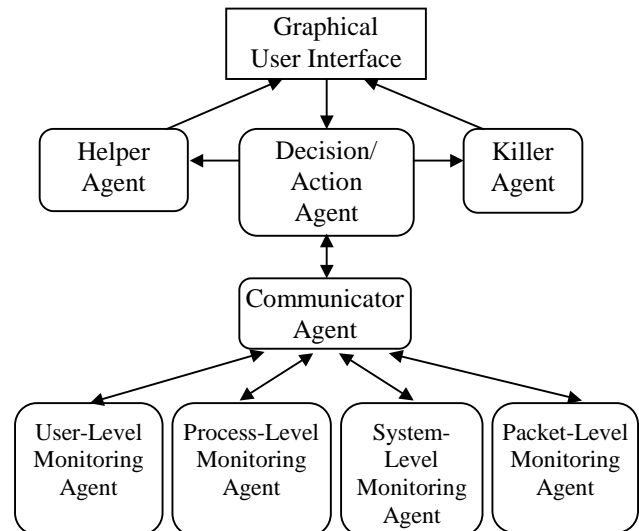 Graphical
User Interface
Helper
Agent
Decision/
Action
Agent
Killer
Agent
Communicator
Agent
User-Level
Monitoring
Agent
Process-Level
Monitoring
Agent
System-
Level
Monitoring
Agent
Packet-Level
Monitoring
Agent